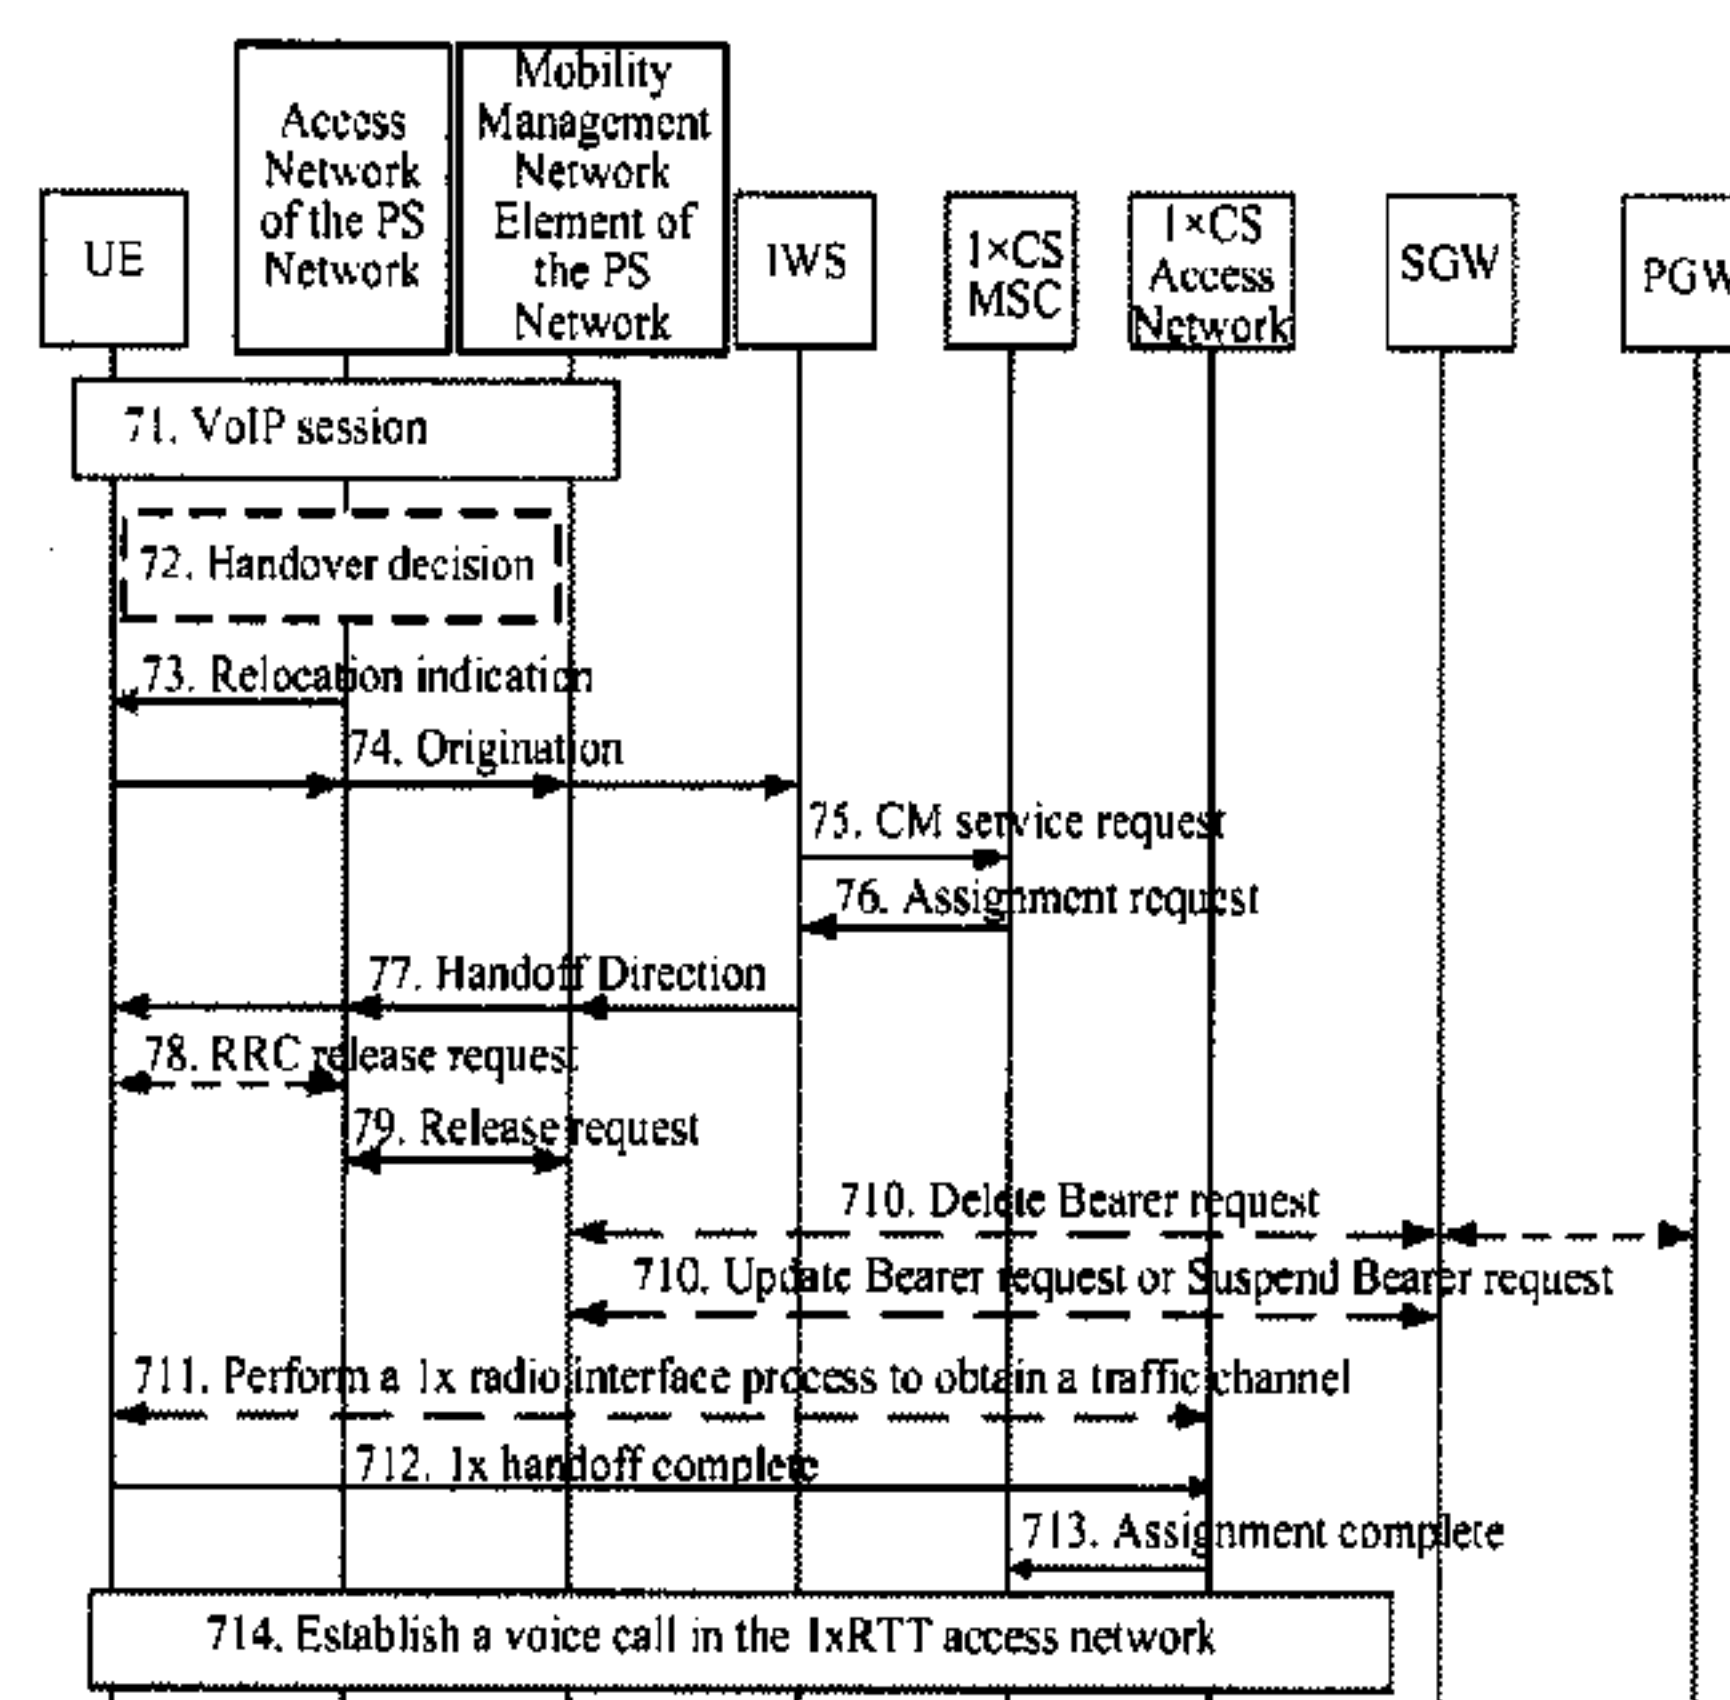 UE
Access
Network
of the PS
Network
Mobility
Management
Network
Element of
the PS
Network
IWS
1×CS
MSC
1×CS
Access
Network
SGW
PGW
71. VoIP session
72. Handover decision
73. Relocation indication
74. Origination
75. CM service request
76. Assignment request
77. Handoff Direction
78. RRC release request
79. Release request
710. Delete Bearer request
710. Update Bearer request or Suspend Bearer request
711. Perform a 1x radio interface process to obtain a traffic channel
712. 1x handoff complete
713. Assignment complete
714. Establish a voice call in the 1xRTT access network